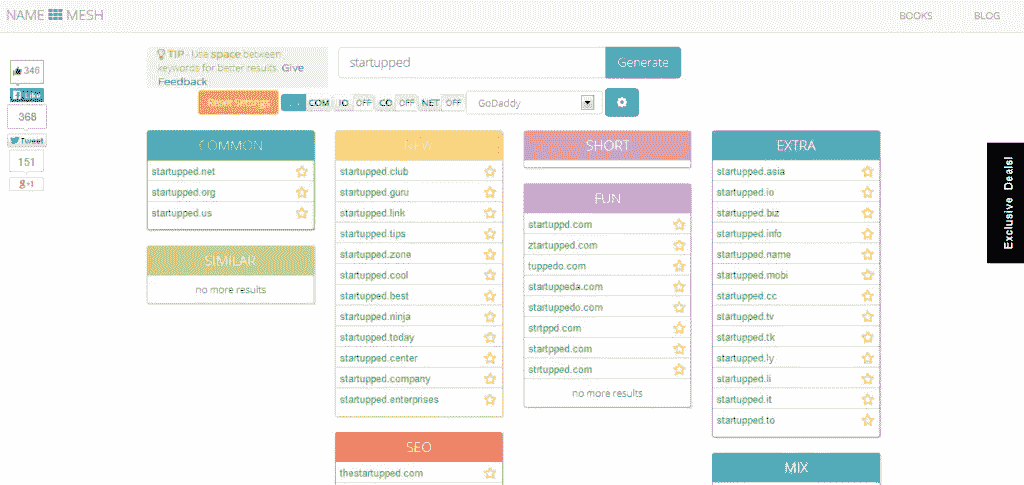 NAME MESH
BOOKS
BLOG
TIP - Use space between
keywords for better results. Give
Feedback
startupped
Generate
Reset Settings
COM
IO
OFF
CO
OFF
NET
OFF
GoDaddy
346
Like
368
Tweet
151
g+1
Exclusive Deals!
COMMON
startupped.net
startupped.org
startupped.us
SIMILAR
no more results
NEW
startupped.club
startupped.guru
startupped.link
startupped.tips
startupped.zone
startupped.cool
startupped.best
startupped.ninja
startupped.today
startupped.center
startupped.company
startupped.enterprises
SEO
thestartupped.com
SHORT
FUN
startuppd.com
ztartupped.com
tuppedo.com
startuppeda.com
startuppedo.com
strtppd.com
startpped.com
strtupped.com
no more results
EXTRA
startupped.asia
startupped.io
startupped.biz
startupped.info
startupped.name
startupped.mobi
startupped.cc
startupped.tv
startupped.tk
startupped.ly
startupped.li
startupped.it
startupped.to
MIX